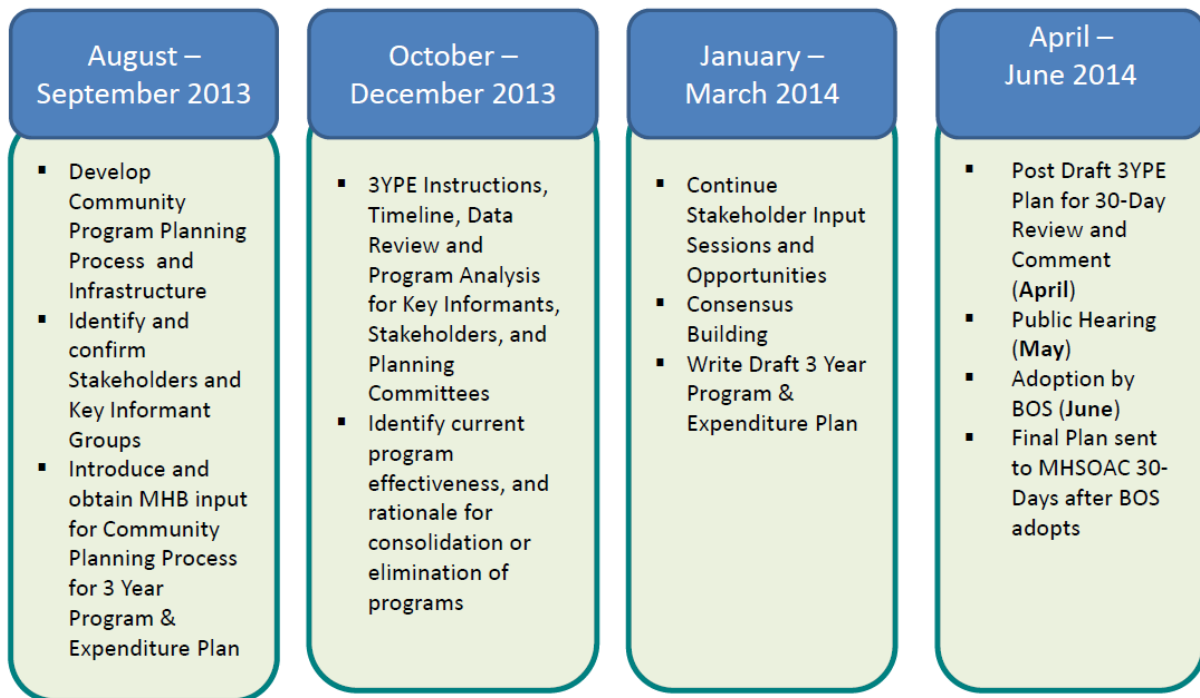 August –
September 2013
▪ Develop
Community
Program Planning
Process and
Infrastructure
▪ Identify and
confirm
Stakeholders and
Key Informant
Groups
▪ Introduce and
obtain MHB input
for Community
Planning Process
for 3 Year
Program &
Expenditure Plan
October –
December 2013
▪ 3YPE Instructions,
Timeline, Data
Review and
Program Analysis
for Key Informants,
Stakeholders, and
Planning
Committees
▪ Identify current
program
effectiveness, and
rationale for
consolidation or
elimination of
programs
January –
March 2014
▪ Continue
Stakeholder Input
Sessions and
Opportunities
▪ Consensus
Building
▪ Write Draft 3 Year
Program &
Expenditure Plan
April –
June 2014
▪ Post Draft 3YPE
Plan for 30-Day
Review and
Comment
(April)
▪ Public Hearing
(May)
▪ Adoption by
BOS (June)
▪ Final Plan sent
to MHSOAC 30-
Days after BOS
adopts